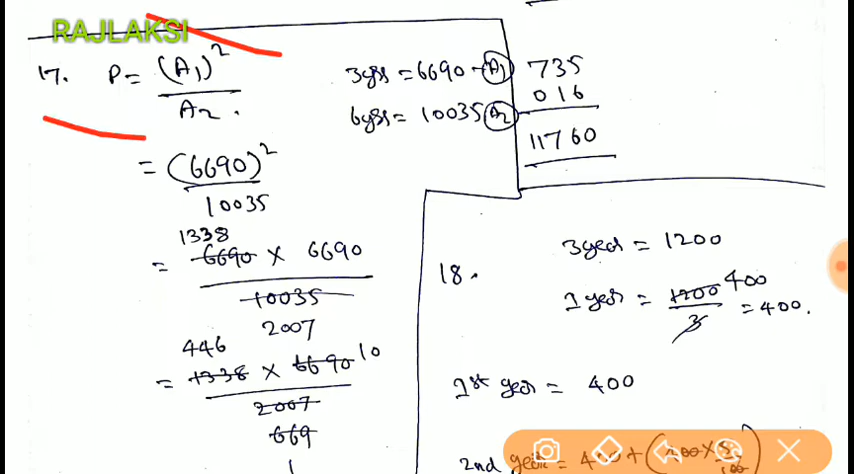 RAJLAKSI
17. P = (A₁)² / A₂.
3yrs = 6690 - A₁
6yrs = 10035 A₂
= (6690)² / 10035
1338
= 6690 × 6690 / 10035
2007
446
= 1338 × 6690 10 / 2007
669
1
735
016
11760
18.
3year = 1200
1year = 1200 400 / 3 = 400.
1st year = 400
2nd year = 400 + (